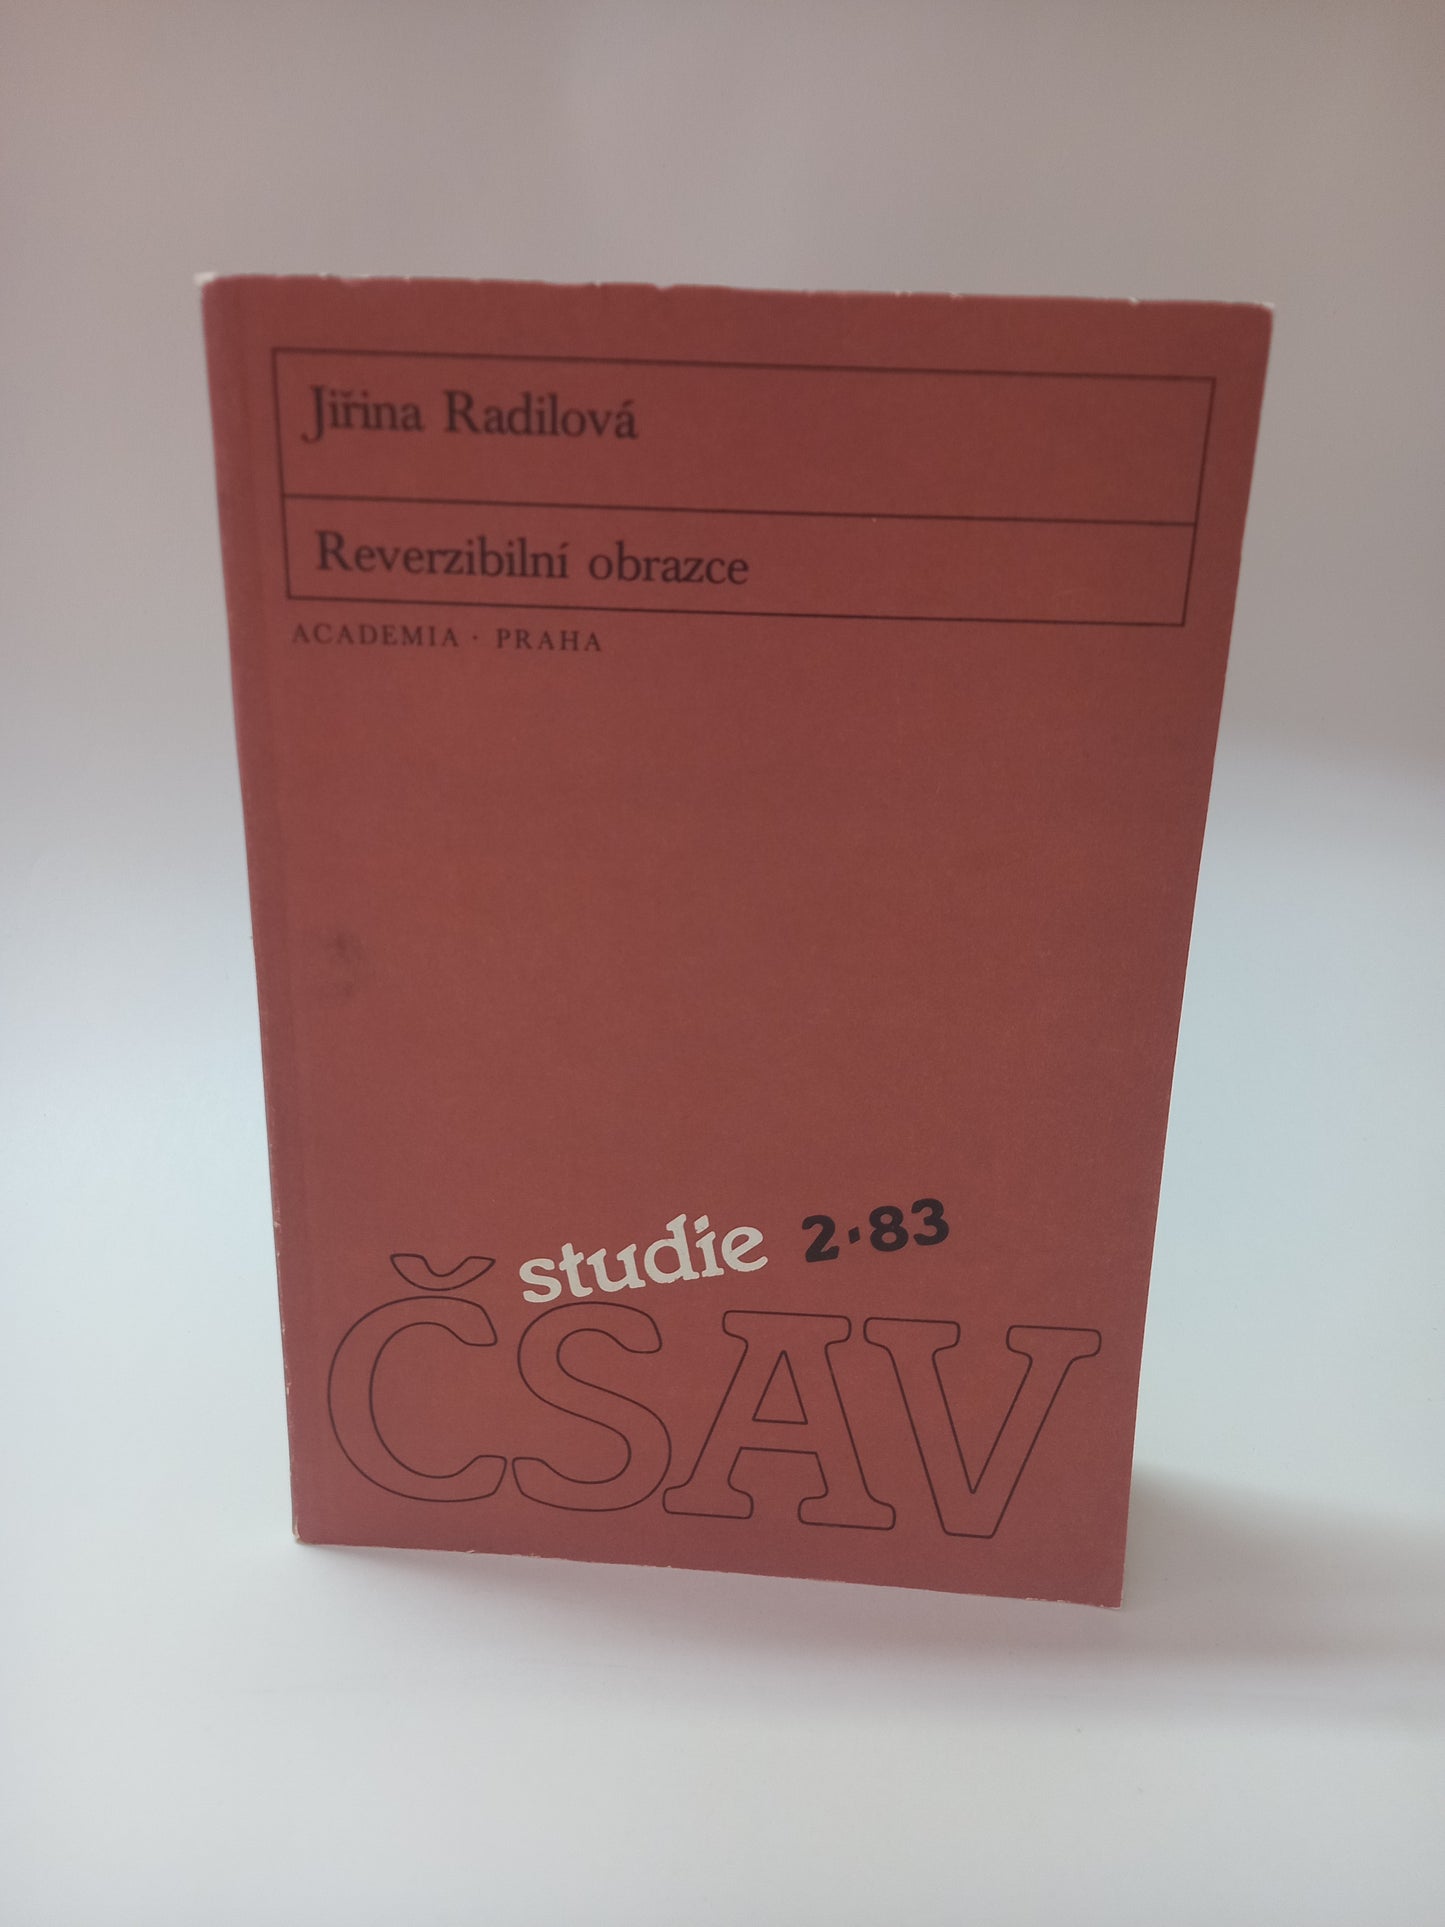 Jiřina Radilová
Reverzibilní obrazce
ACADEMIA · PRAHA
studie 2·83
ČSAV